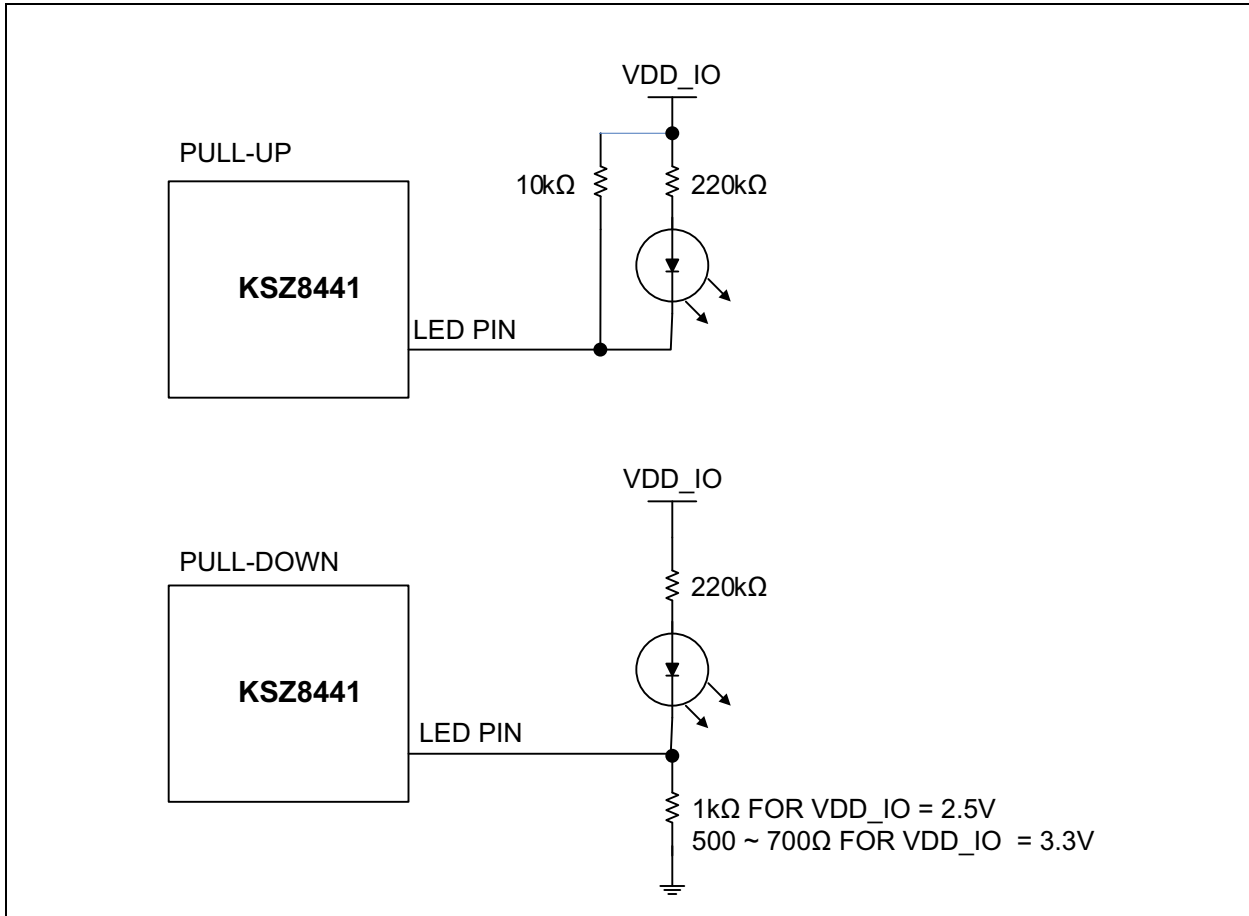 VDD_IO
PULL-UP
10kΩ
220kΩ
KSZ8441
LED PIN
VDD_IO
PULL-DOWN
220kΩ
KSZ8441
LED PIN
1kΩ FOR VDD_IO = 2.5V
500 ~ 700Ω FOR VDD_IO = 3.3V